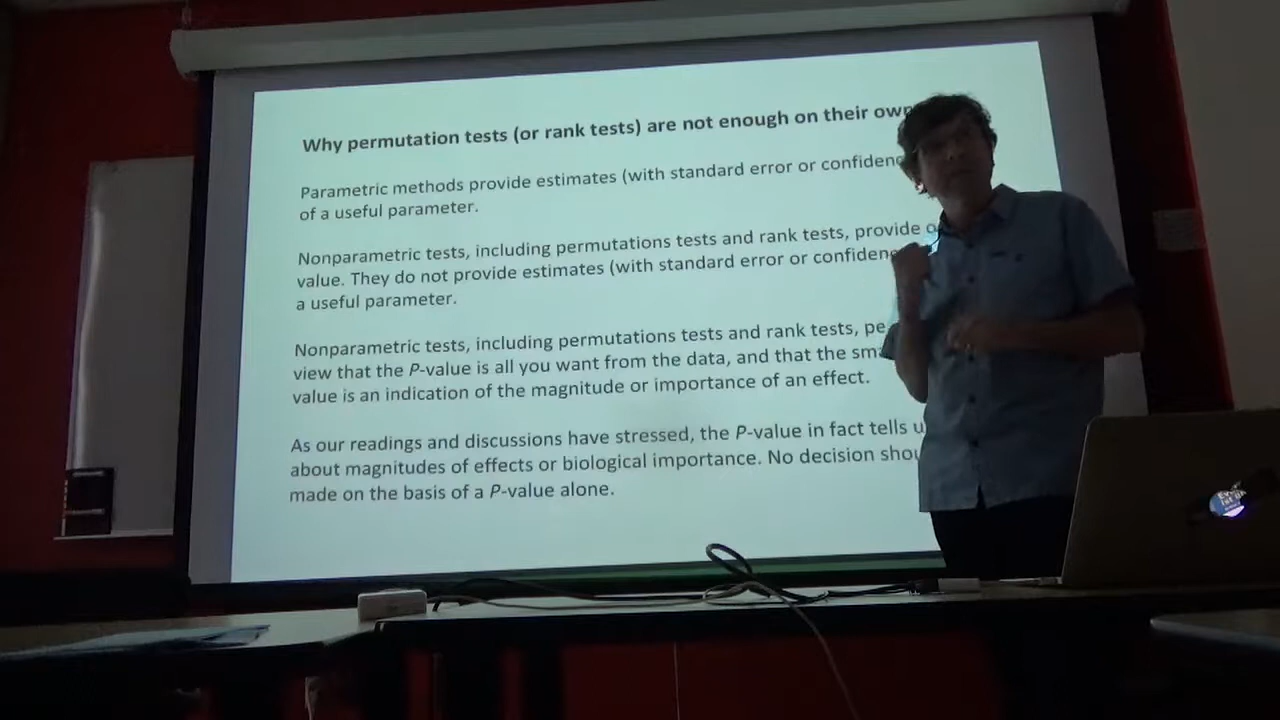 Why permutation tests (or rank tests) are not enough on their own
Parametric methods provide estimates (with standard error or confiden
of a useful parameter.
Nonparametric tests, including permutations tests and rank tests, provide
value. They do not provide estimates (with standard error or confiden
a useful parameter.
Nonparametric tests, including permutations tests and rank tests, pe
view that the P-value is all you want from the data, and that the sma
value is an indication of the magnitude or importance of an effect.
As our readings and discussions have stressed, the P-value in fact tells u
about magnitudes of effects or biological importance. No decision shou
made on the basis of a P-value alone.